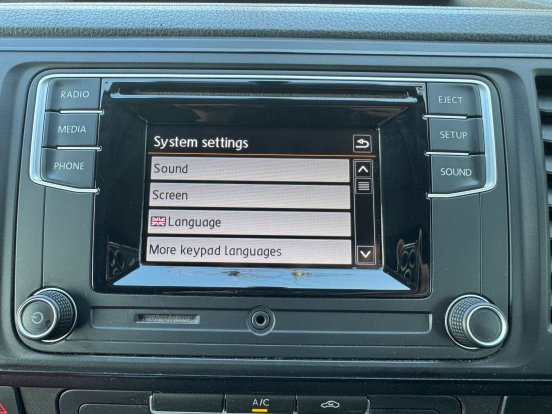 RADIO
EJECT
MEDIA
SETUP
PHONE
SOUND
System settings
Sound
Screen
Language
More keypad languages
A/C